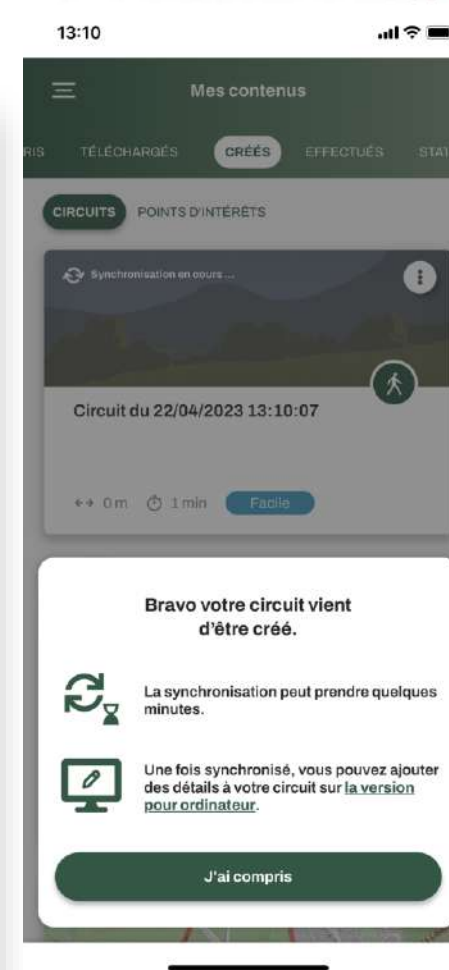 13:10
Mes contenus
RIS TÉLÉCHARGÉS CRÉÉS EFFECTUÉS STAT
CIRCUITS POINTS D'INTÉRÊTS
Synchronisation en cours ...
Circuit du 22/04/2023 13:10:07
0 m 1 min Facile
Bravo votre circuit vient
d'être créé.
La synchronisation peut prendre quelques
minutes.
Une fois synchronisé, vous pouvez ajouter
des détails à votre circuit sur la version
pour ordinateur.
J'ai compris